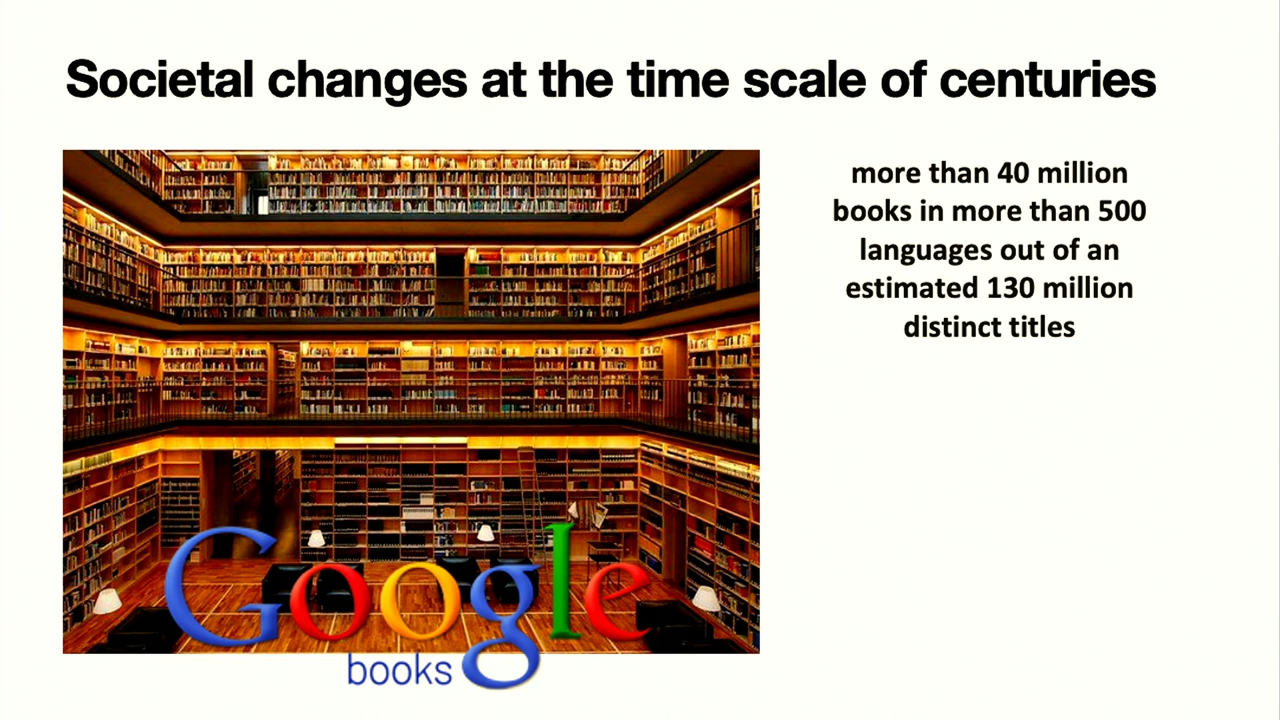 Societal changes at the time scale of centuries
more than 40 million
books in more than 500
languages out of an
estimated 130 million
distinct titles
Google
books